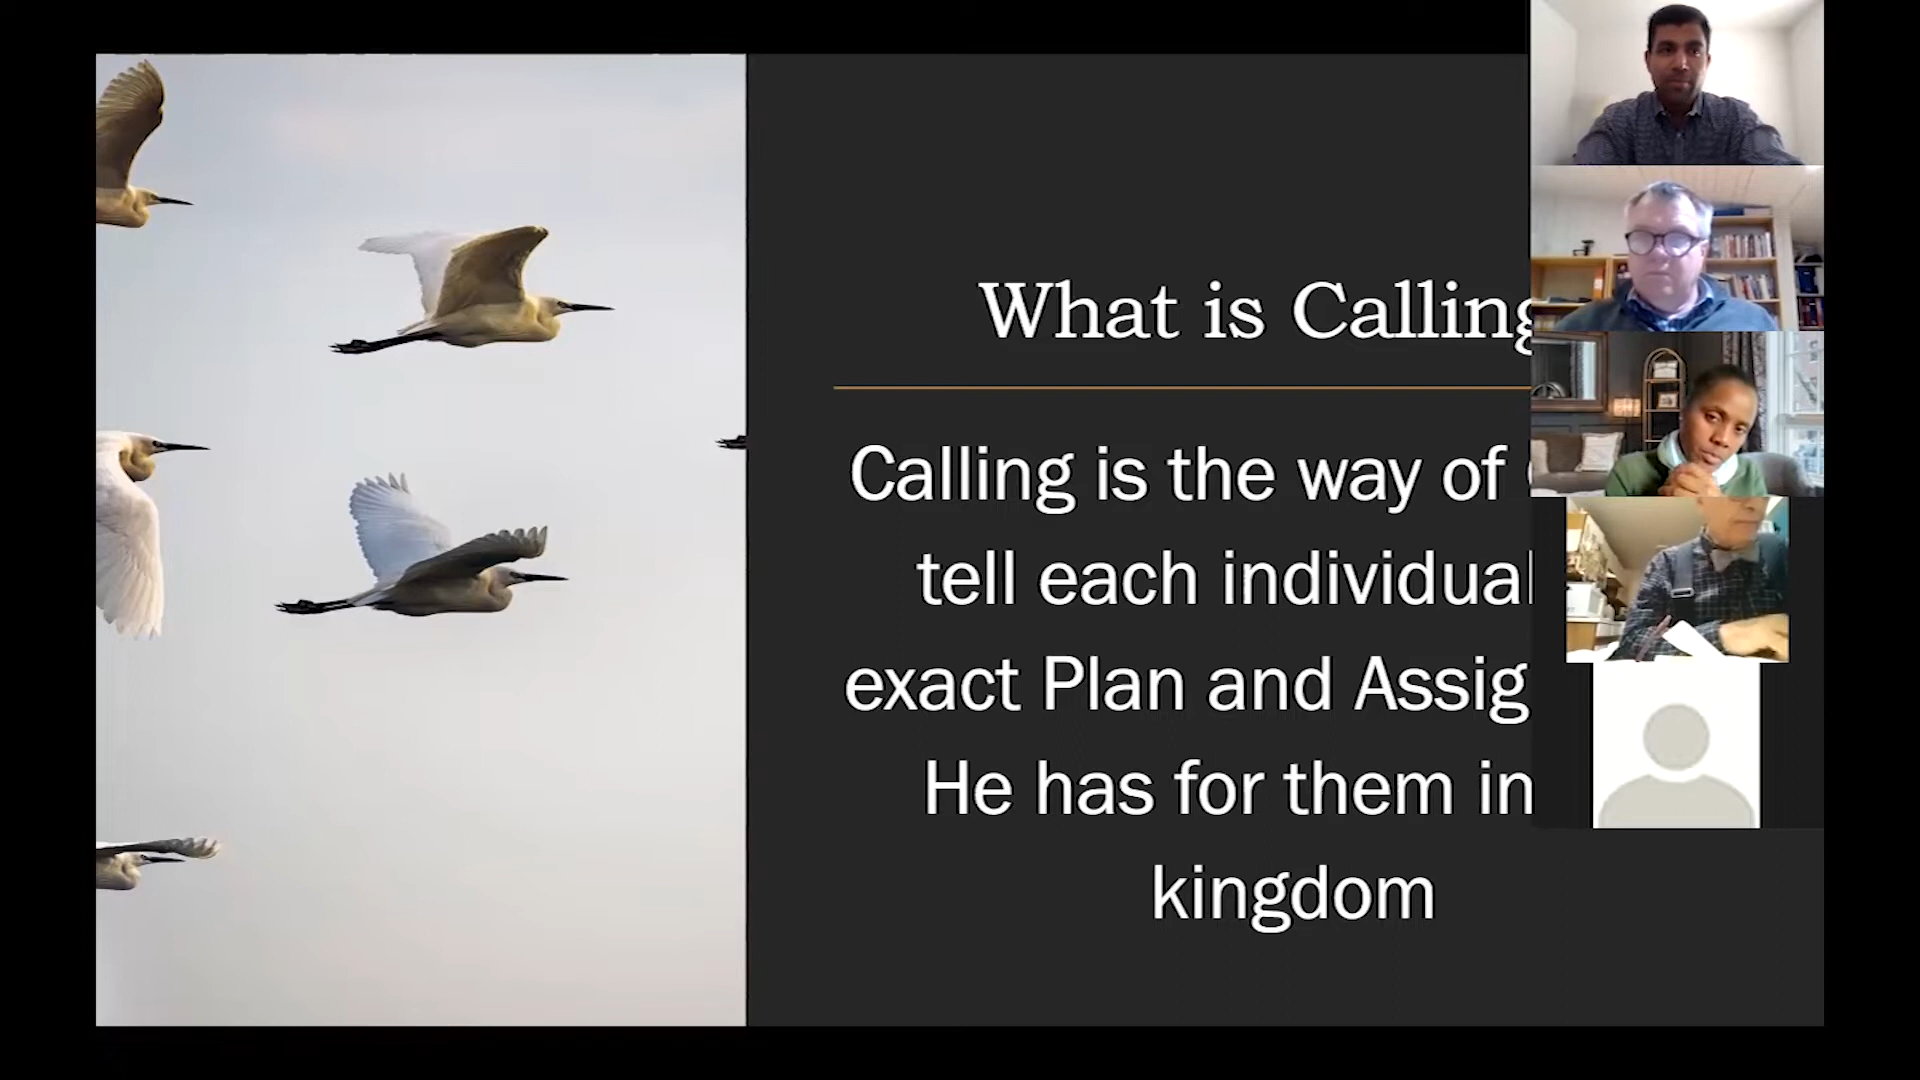 What is Calling
Calling is the way of
tell each individual
exact Plan and Assig
He has for them in
kingdom